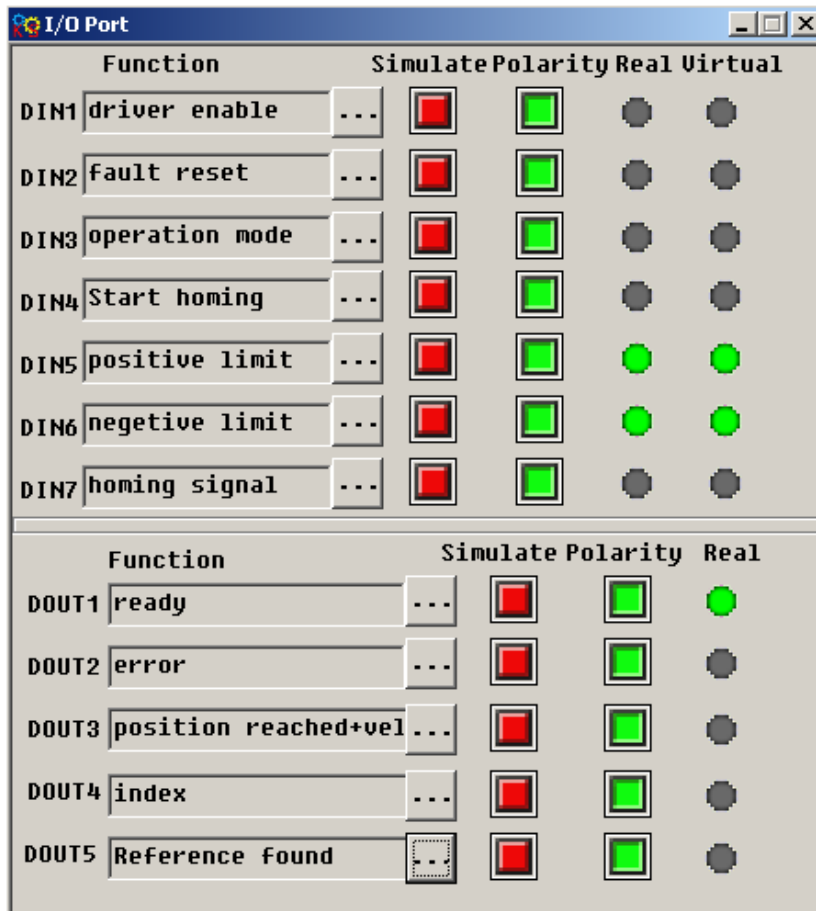 I/O Port
Function Simulate Polarity Real Virtual
DIN1 driver enable ...
DIN2 fault reset ...
DIN3 operation mode ...
DIN4 Start homing ...
DIN5 positive limit ...
DIN6 negetive limit ...
DIN7 homing signal ...
Function Simulate Polarity Real
DOUT1 ready ...
DOUT2 error ...
DOUT3 position reached+vel ...
DOUT4 index ...
DOUT5 Reference found ...